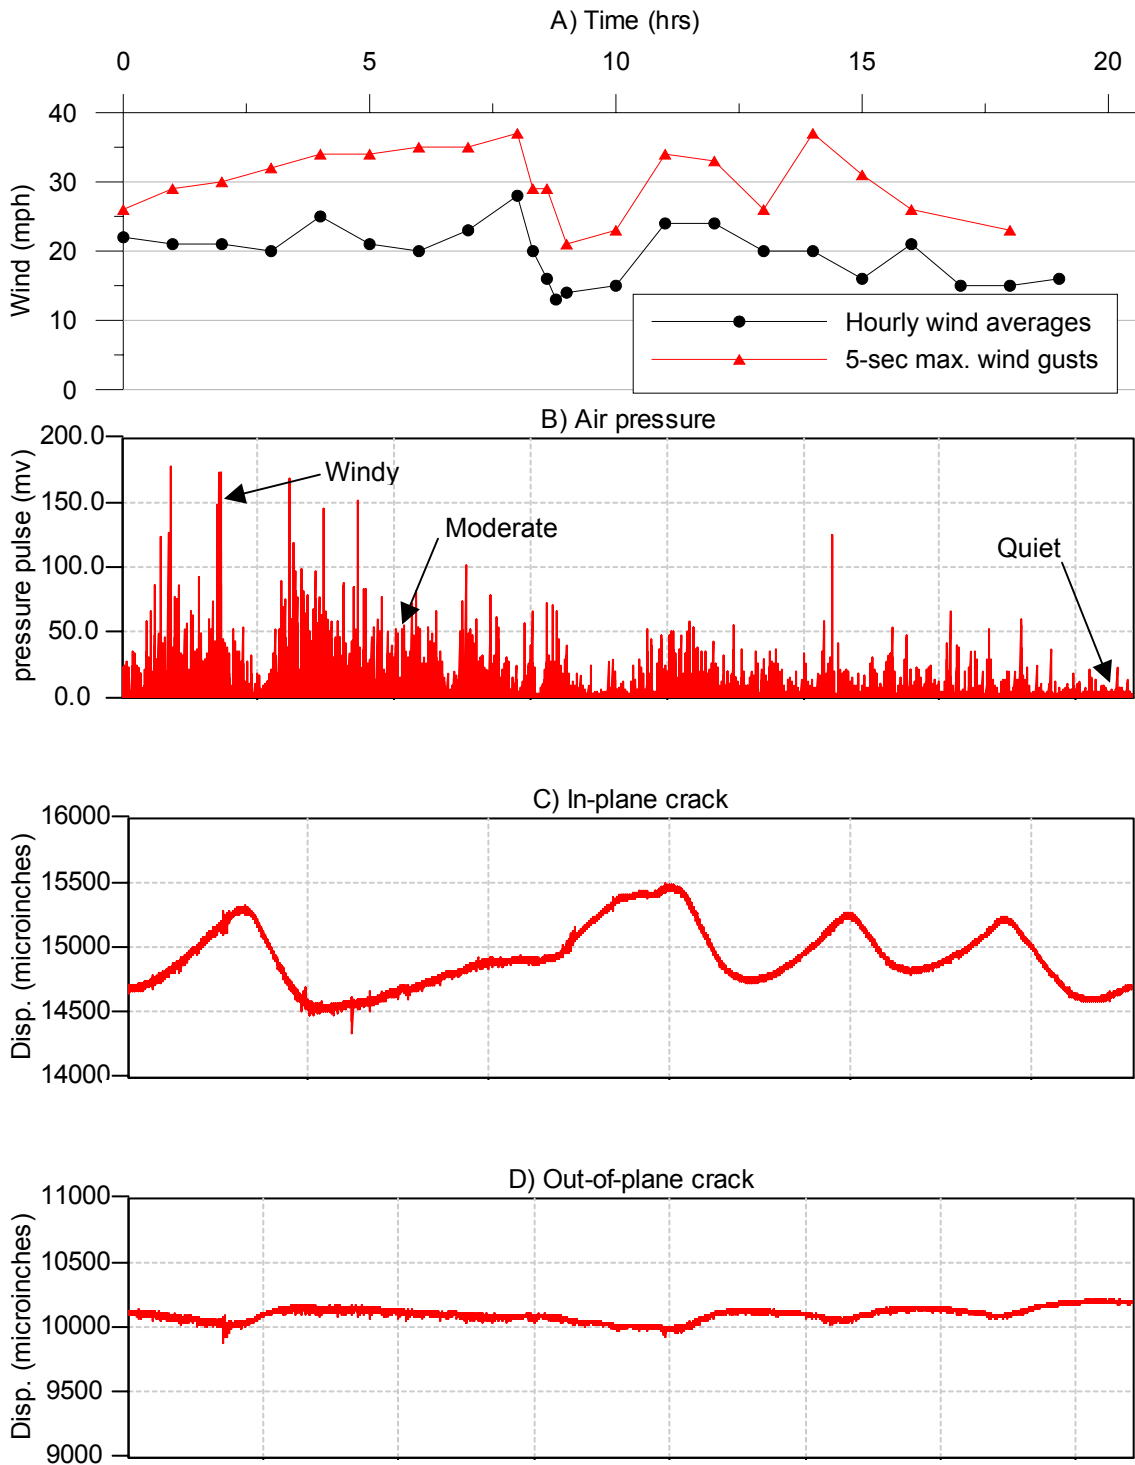 A) Time (hrs)
0 5 10 15 20
40
30
20
10
0
Wind (mph)
Hourly wind averages
5-sec max. wind gusts
B) Air pressure
200.0
150.0
100.0
50.0
0.0
pressure pulse (mv)
Windy
Moderate
Quiet
C) In-plane crack
16000
15500
15000
14500
14000
Disp. (microinches)
D) Out-of-plane crack
11000
10500
10000
9500
9000
Disp. (microinches)